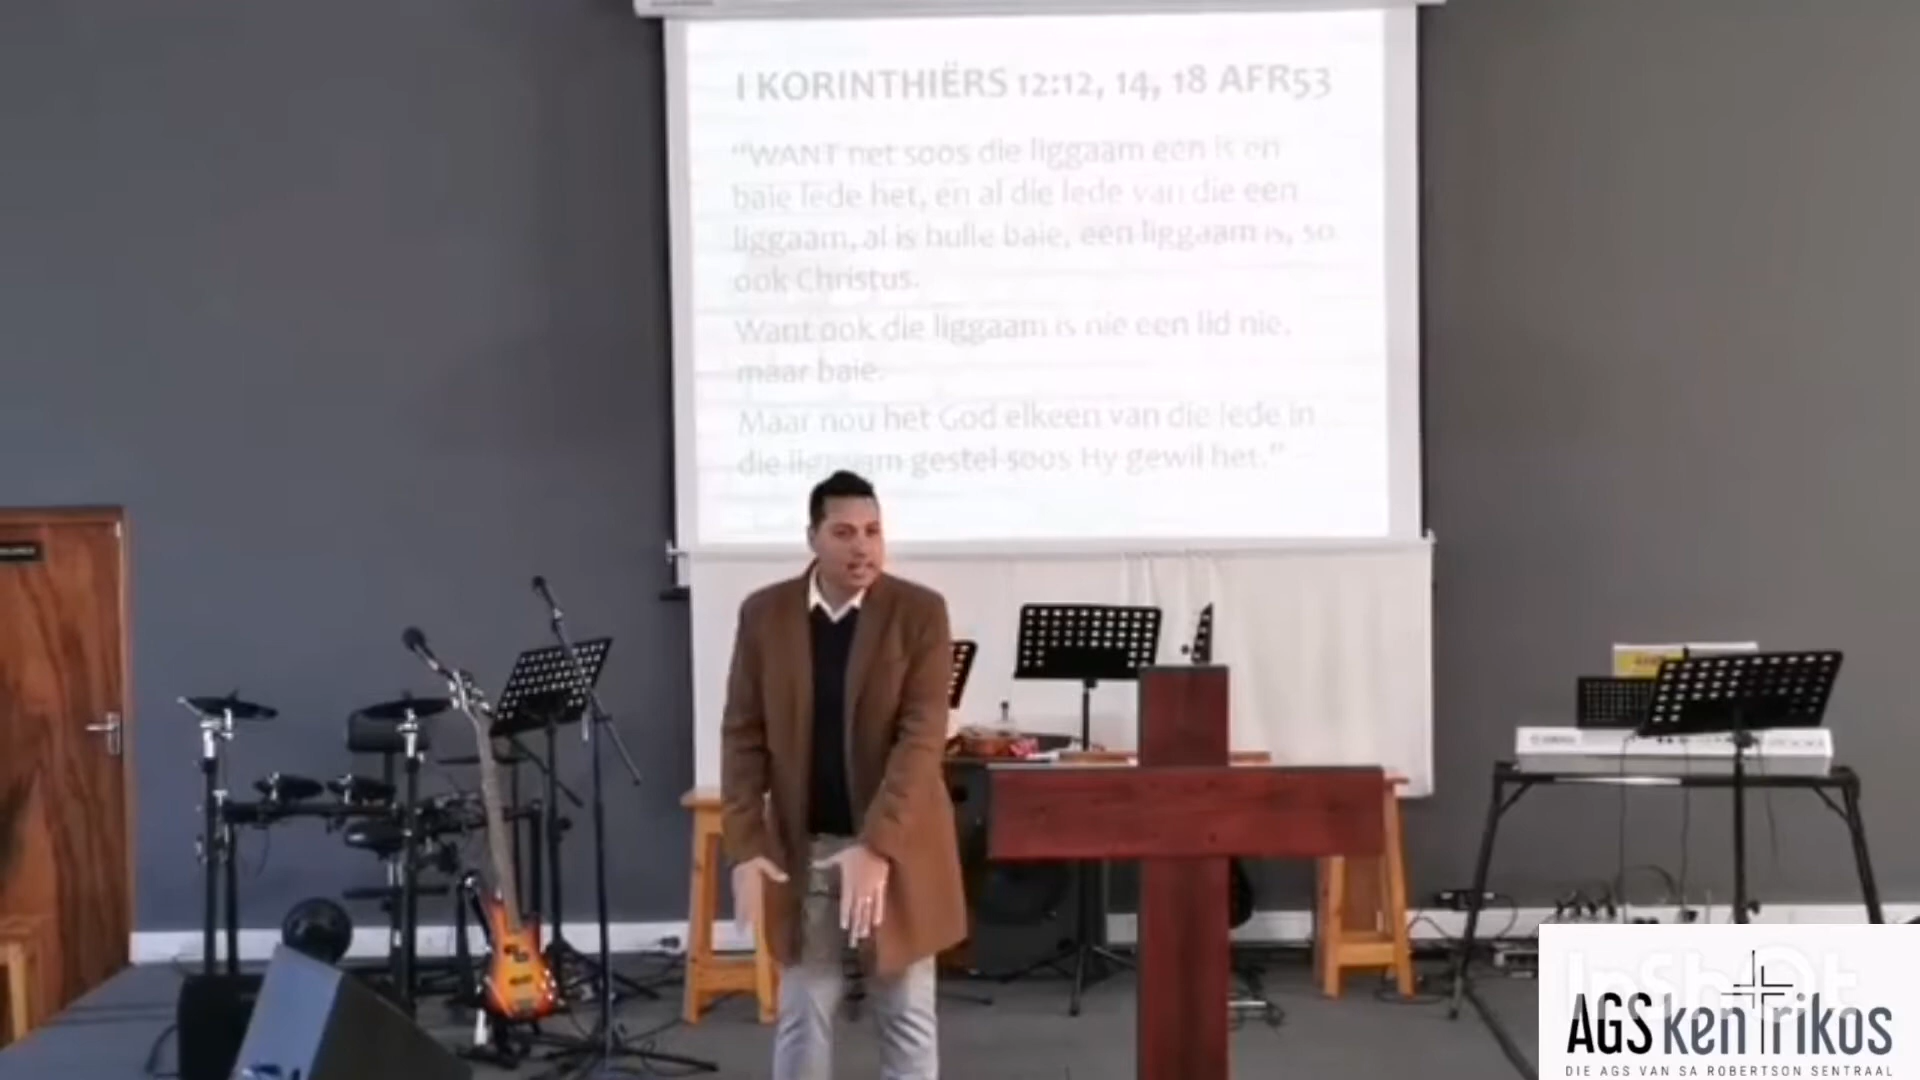 I KORINTHIËRS 12:12, 14, 18 AFR53
“WANT net soos die liggaam een is en
baie lede het, en al die lede van die een
liggaam, al is hulle baie, een liggaam is, so
ook Christus.
Want ook die liggaam is nie een lid nie,
maar baie.
Maar nou het God elkeen van die lede in
die liggaam gestel soos Hy gewil het.”
InShot
AGS kentrikos
DIE AGS VAN SA ROBERTSON SENTRAAL